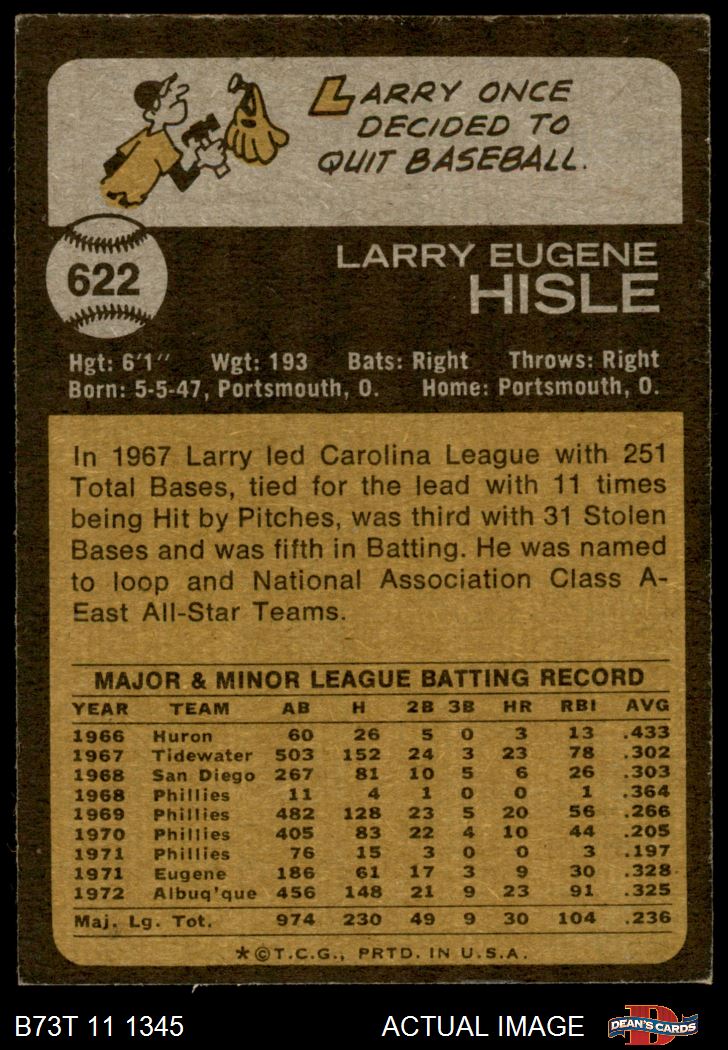 LARRY ONCE
DECIDED TO
QUIT BASEBALL.
622
LARRY EUGENE
HISLE
Hgt: 6'1" Wgt: 193 Bats: Right Throws: Right
Born: 5-5-47, Portsmouth, O. Home: Portsmouth, O.
In 1967 Larry led Carolina League with 251
Total Bases, tied for the lead with 11 times
being Hit by Pitches, was third with 31 Stolen
Bases and was fifth in Batting. He was named
to loop and National Association Class A-
East All-Star Teams.
MAJOR & MINOR LEAGUE BATTING RECORD
YEAR TEAM AB H 2B 3B HR RBI AVG
1966 Huron 60 26 5 0 3 13 .433
1967 Tidewater 503 152 24 3 23 78 .302
1968 San Diego 267 81 10 5 6 26 .303
1968 Phillies 11 4 1 0 0 1 .364
1969 Phillies 482 128 23 5 20 56 .266
1970 Phillies 405 83 22 4 10 44 .205
1971 Phillies 76 15 3 0 0 3 .197
1971 Eugene 186 61 17 3 9 30 .328
1972 Albuq'que 456 148 21 9 23 91 .325
Maj. Lg. Tot. 974 230 49 9 30 104 .236
*©T.C.G., PRTD. IN U.S.A.
B73T 11 1345 ACTUAL IMAGE D DEAN'S CARDS